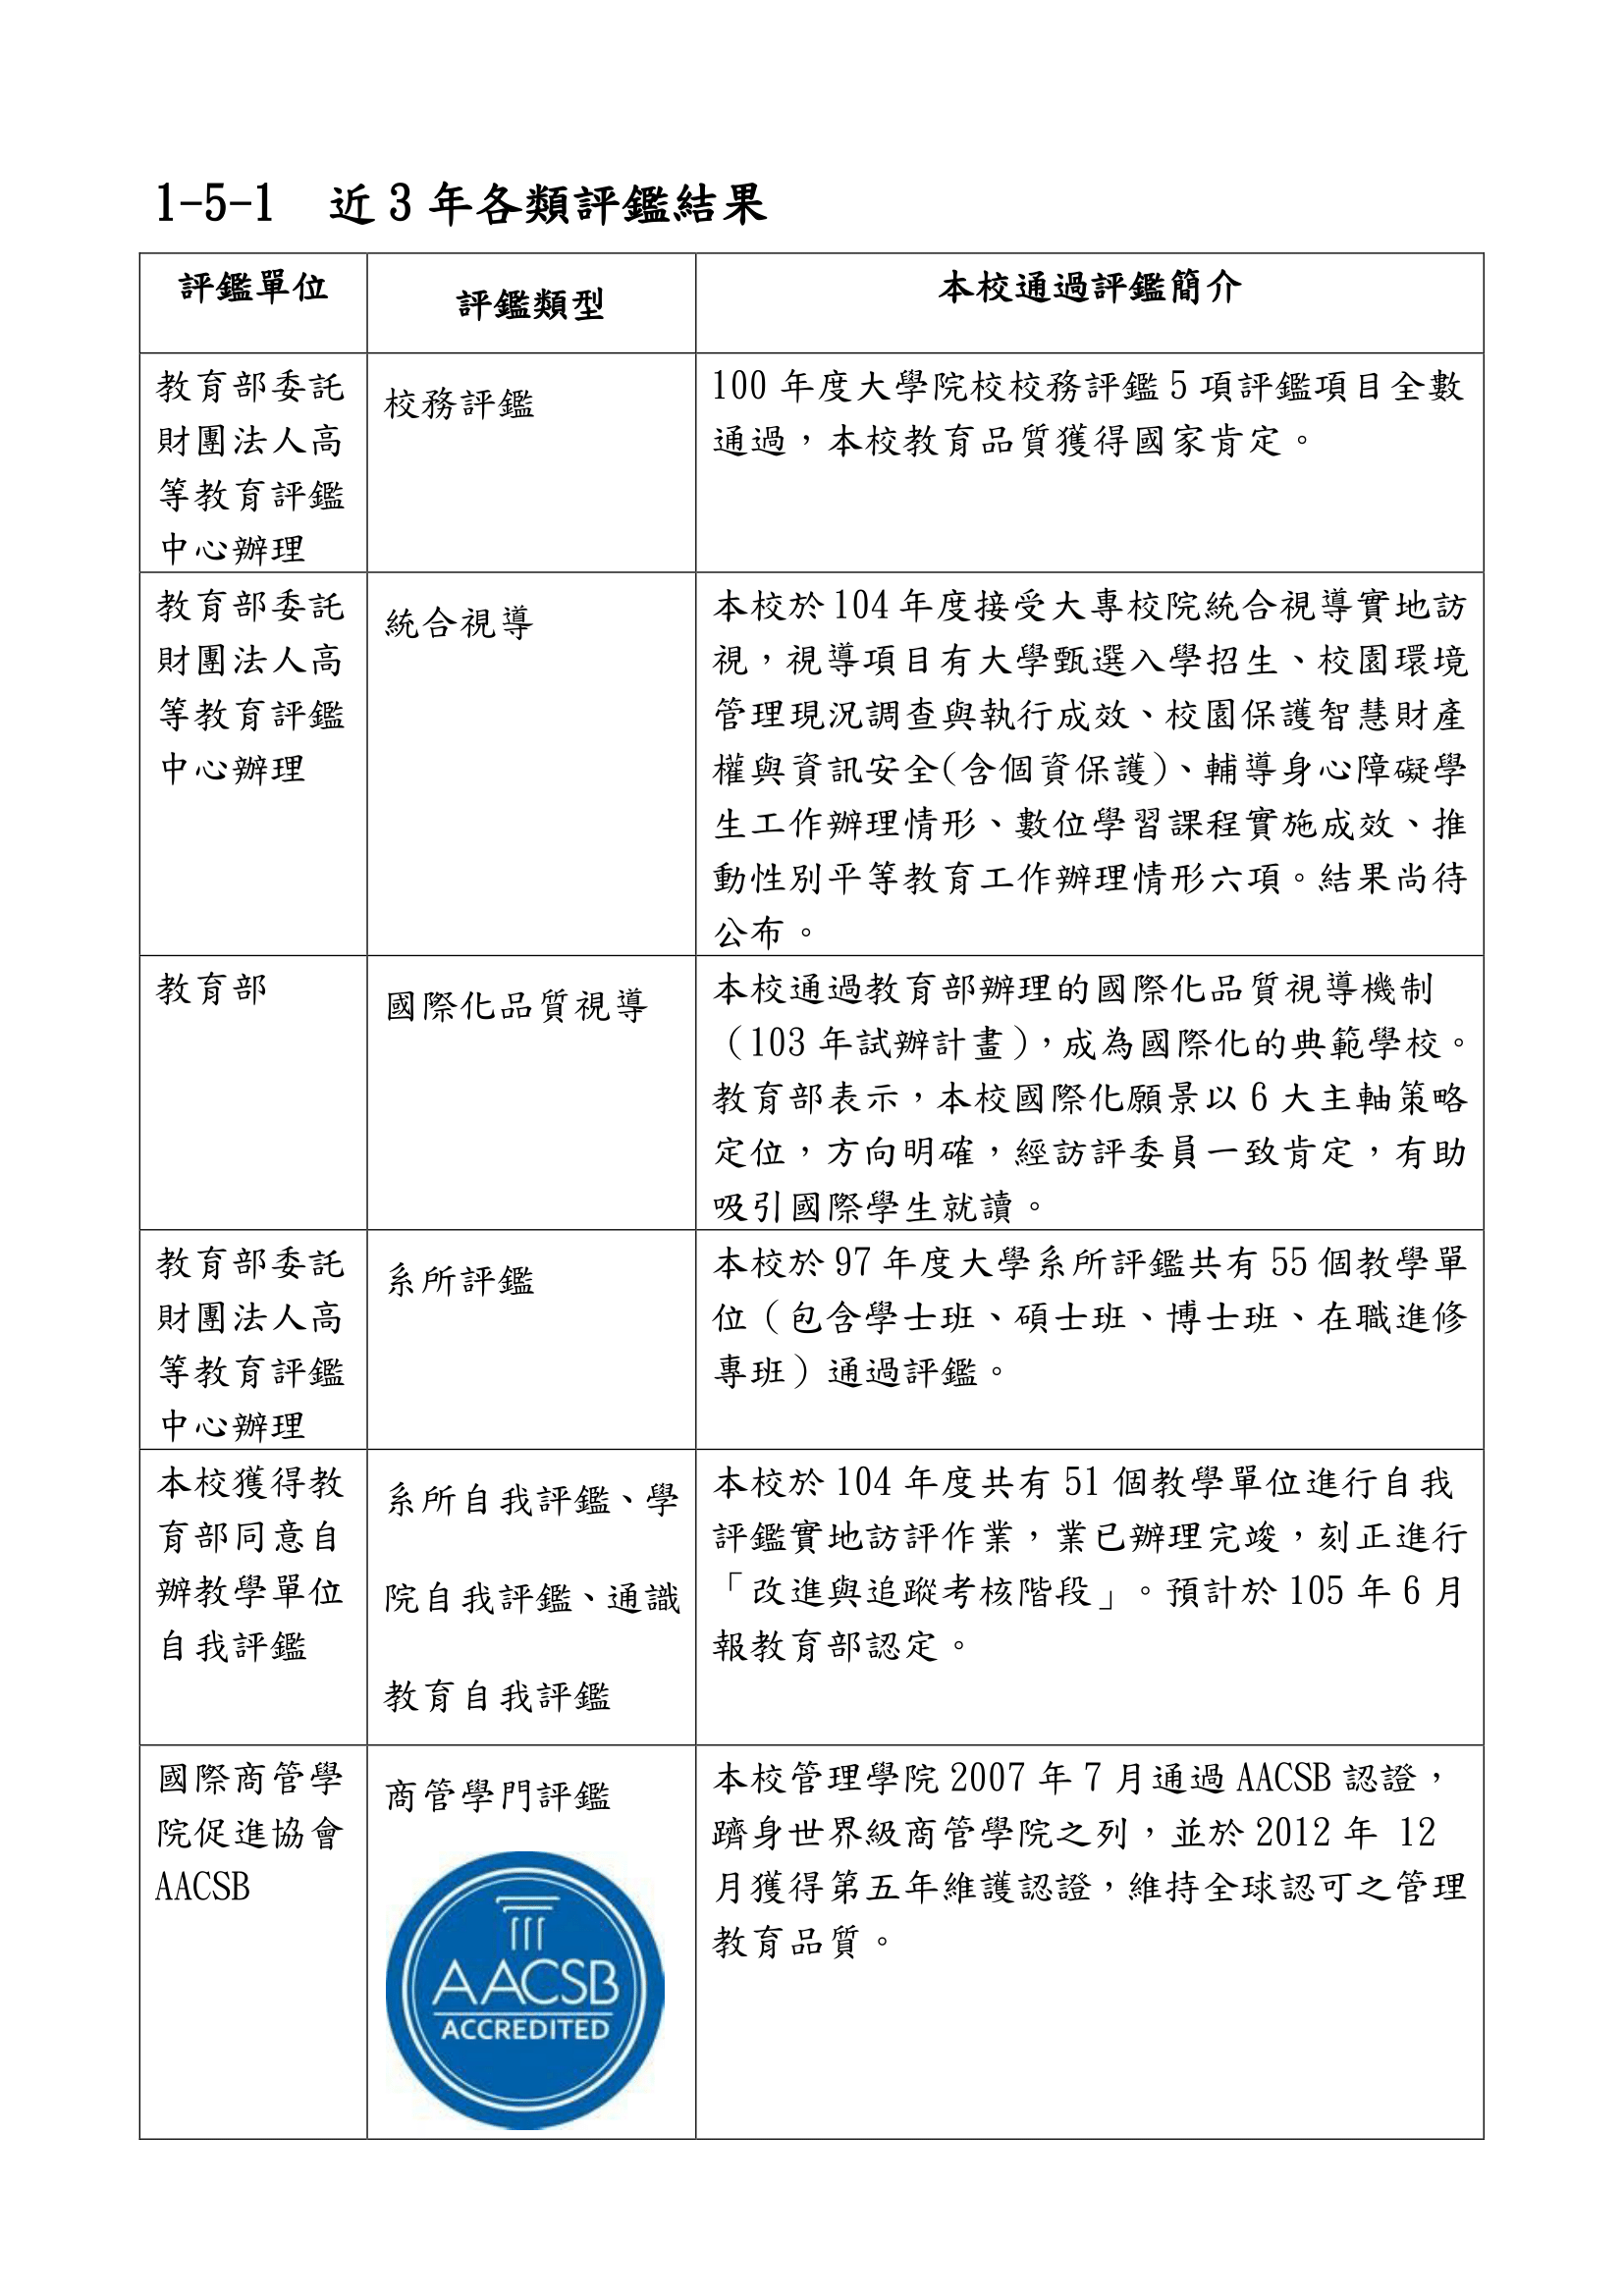 1-5-1 近 3 年各類評鑑結果
評鑑單位
評鑑類型
本校通過評鑑簡介
教育部委託
財團法人高
等教育評鑑
中心辦理
校務評鑑
100 年度大學院校校務評鑑 5 項評鑑項目全數
通過，本校教育品質獲得國家肯定。
教育部委託
財團法人高
等教育評鑑
中心辦理
統合視導
本校於 104 年度接受大專校院統合視導實地訪
視，視導項目有大學甄選入學招生、校園環境
管理現況調查與執行成效、校園保護智慧財產
權與資訊安全(含個資保護)、輔導身心障礙學
生工作辦理情形、數位學習課程實施成效、推
動性別平等教育工作辦理情形六項。結果尚待
公布。
教育部
國際化品質視導
本校通過教育部辦理的國際化品質視導機制
（103 年試辦計畫），成為國際化的典範學校。
教育部表示，本校國際化願景以 6 大主軸策略
定位，方向明確，經訪評委員一致肯定，有助
吸引國際學生就讀。
教育部委託
財團法人高
等教育評鑑
中心辦理
系所評鑑
本校於 97 年度大學系所評鑑共有 55 個教學單
位（包含學士班、碩士班、博士班、在職進修
專班）通過評鑑。
本校獲得教
育部同意自
辦教學單位
自我評鑑
系所自我評鑑、學
院自我評鑑、通識
教育自我評鑑
本校於 104 年度共有 51 個教學單位進行自我
評鑑實地訪評作業，業已辦理完竣，刻正進行
「改進與追蹤考核階段」。預計於 105 年 6 月
報教育部認定。
國際商管學
院促進協會
AACSB
商管學門評鑑
AACSB
ACCREDITED
本校管理學院 2007 年 7 月通過 AACSB 認證，
躋身世界級商管學院之列，並於 2012 年 12
月獲得第五年維護認證，維持全球認可之管理
教育品質。